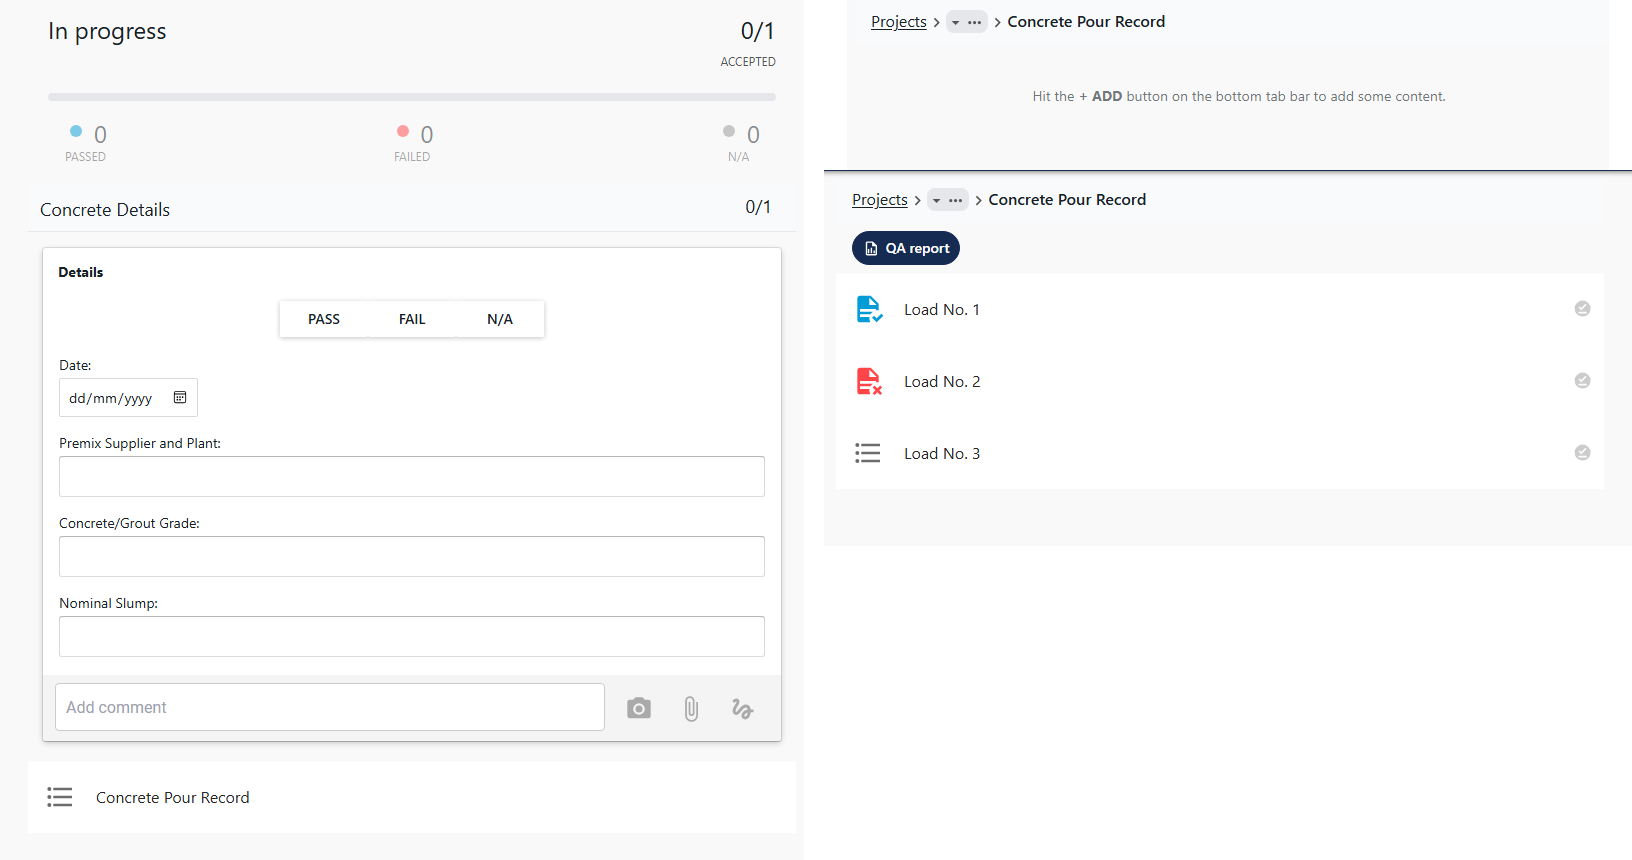 In progress
0/1
ACCEPTED
0
PASSED
0
FAILED
0
N/A
Concrete Details
0/1
Details
PASS FAIL N/A
Date:
dd/mm/yyyy
Premix Supplier and Plant:
Concrete/Grout Grade:
Nominal Slump:
Add comment
Concrete Pour Record
Projects > ... > Concrete Pour Record
Hit the + ADD button on the bottom tab bar to add some content.
Projects > ... > Concrete Pour Record
QA report
Load No. 1
Load No. 2
Load No. 3